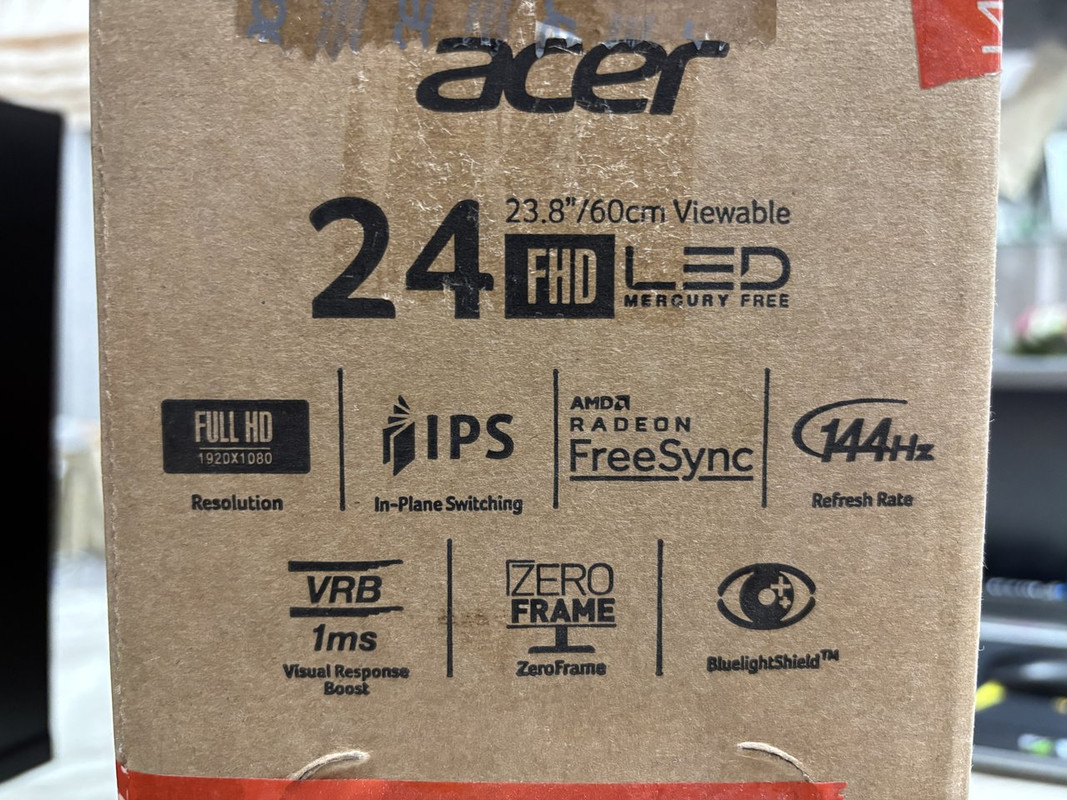 acer
24
23.8"/60cm Viewable
FHD
LED
MERCURY FREE
FULL HD
1920X1080
Resolution
IPS
In-Plane Switching
AMD
RADEON
FreeSync
144Hz
Refresh Rate
VRB
1ms
Visual Response
Boost
ZERO
FRAME
ZeroFrame
BluelightShield™